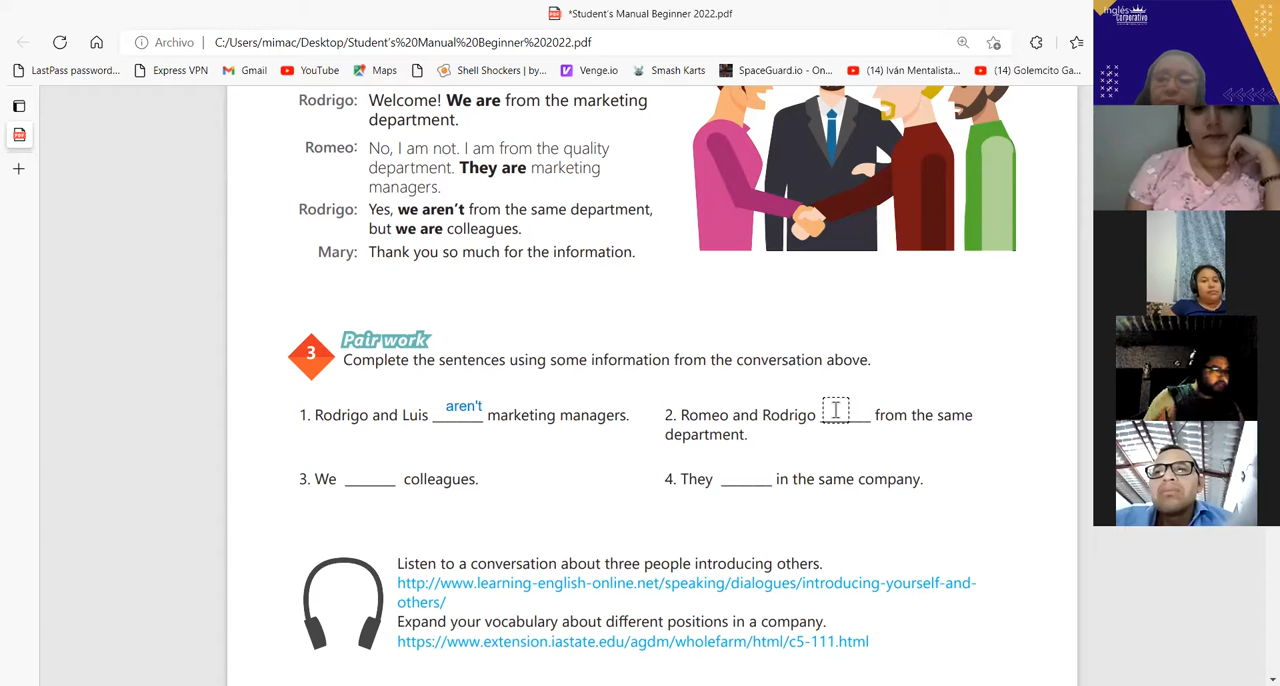 *Student's Manual Beginner 2022.pdf
Archivo | C:/Users/mimac/Desktop/Student's%20Manual%20Beginner%202022.pdf
LastPass password... Express VPN Gmail YouTube Maps Shell Shockers | by... Venge.io Smash Karts SpaceGuard.io - On... (14) Iván Mentalista... (14) Golemcito Ga...
Inglés
Corporativo
Rodrigo: Welcome! We are from the marketing
department.
Romeo: No, I am not. I am from the quality
department. They are marketing
managers.
Rodrigo: Yes, we aren't from the same department,
but we are colleagues.
Mary: Thank you so much for the information.
3 Pair work
Complete the sentences using some information from the conversation above.
1. Rodrigo and Luis aren't marketing managers.
2. Romeo and Rodrigo ______ from the same
department.
3. We ______ colleagues.
4. They ______ in the same company.
Listen to a conversation about three people introducing others.
http://www.learning-english-online.net/speaking/dialogues/introducing-yourself-and-
others/
Expand your vocabulary about different positions in a company.
https://www.extension.iastate.edu/agdm/wholefarm/html/c5-111.html